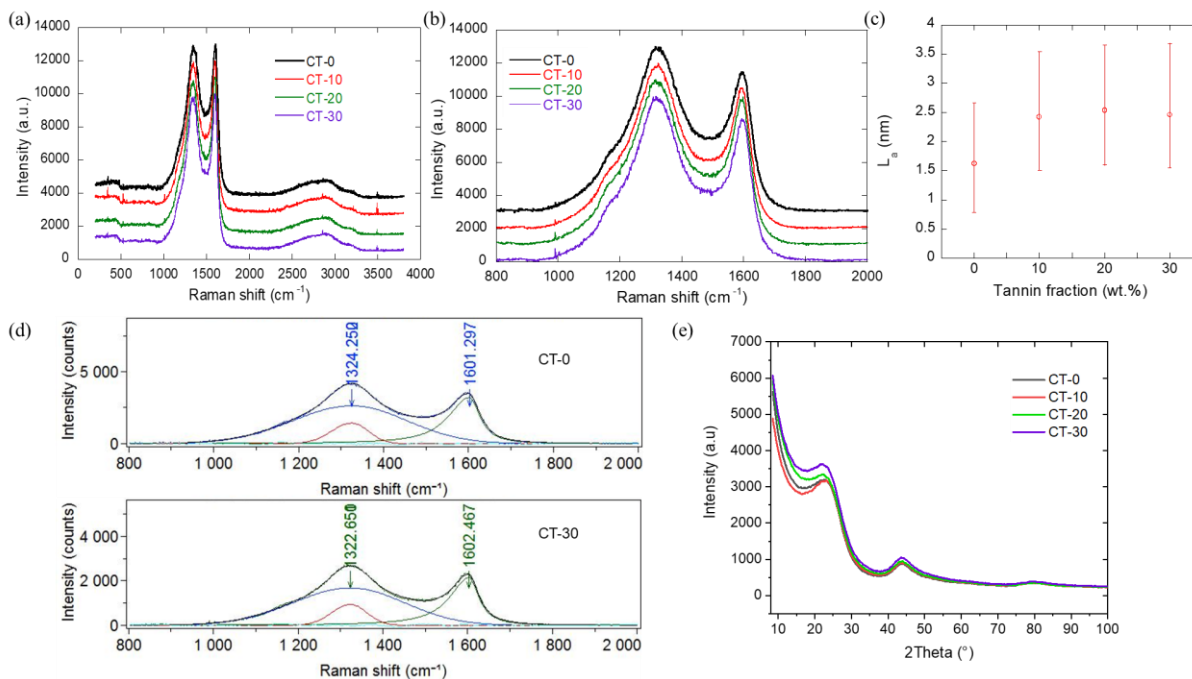 (a)
14000
12000
10000
8000
6000
4000
2000
0
Intensity (a.u.)
CT-0
CT-10
CT-20
CT-30
0 500 1000 1500 2000 2500 3000 3500 4000
Raman shift (cm⁻¹)
(b)
14000
12000
10000
8000
6000
4000
2000
0
Intensity (a.u.)
CT-0
CT-10
CT-20
CT-30
800 1000 1200 1400 1600 1800 2000
Raman shift (cm⁻¹)
(c)
4
3.5
3
2.5
2
1.5
1
0.5
0
Lₐ (nm)
0 10 20 30
Tannin fraction (wt.%)
(d)
Intensity (counts)
5 000
0
1601.297
CT-0
800 1 000 1 200 1 400 1 600 1 800 2 000
Raman shift (cm⁻¹)
Intensity (counts)
4 000
2 000
0
1602.467
CT-30
800 1 000 1 200 1 400 1 600 1 800 2 000
Raman shift (cm⁻¹)
(e)
7000
6000
5000
4000
3000
2000
1000
0
Intensity (a.u)
CT-0
CT-10
CT-20
CT-30
10 20 30 40 50 60 70 80 90 100
2Theta (°)